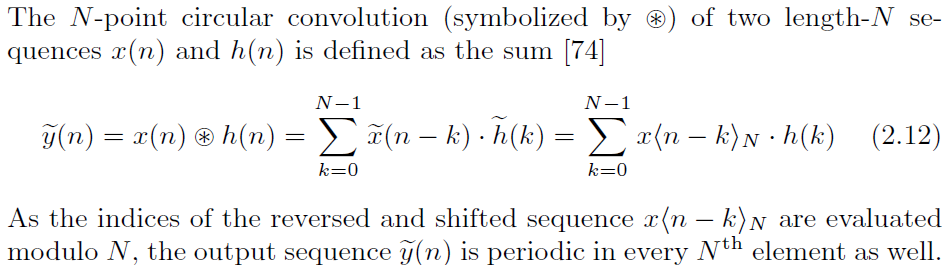 The N-point circular convolution (symbolized by ⊛) of two length-N se-
quences x(n) and h(n) is defined as the sum [74]
ỹ(n) = x(n) ⊛ h(n) = ∑_{k=0}^{N−1} x̃(n − k) · h̃(k) = ∑_{k=0}^{N−1} x⟨n − k⟩_N · h(k) (2.12)
As the indices of the reversed and shifted sequence x⟨n − k⟩_N are evaluated
modulo N, the output sequence ỹ(n) is periodic in every N^th element as well.